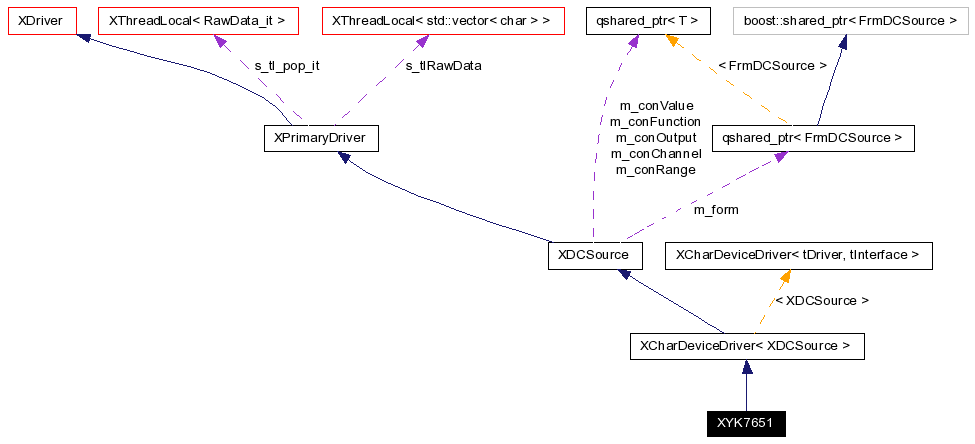 XDriver
XThreadLocal< RawData_it >
XThreadLocal< std::vector< char > >
qshared_ptr< T >
boost::shared_ptr< FrmDCSource >
s_tl_pop_it
s_tlRawData
< FrmDCSource >
m_conValue
m_conFunction
m_conOutput
m_conChannel
m_conRange
XPrimaryDriver
qshared_ptr< FrmDCSource >
m_form
XDCSource
XCharDeviceDriver< tDriver, tInterface >
< XDCSource >
XCharDeviceDriver< XDCSource >
XYK7651